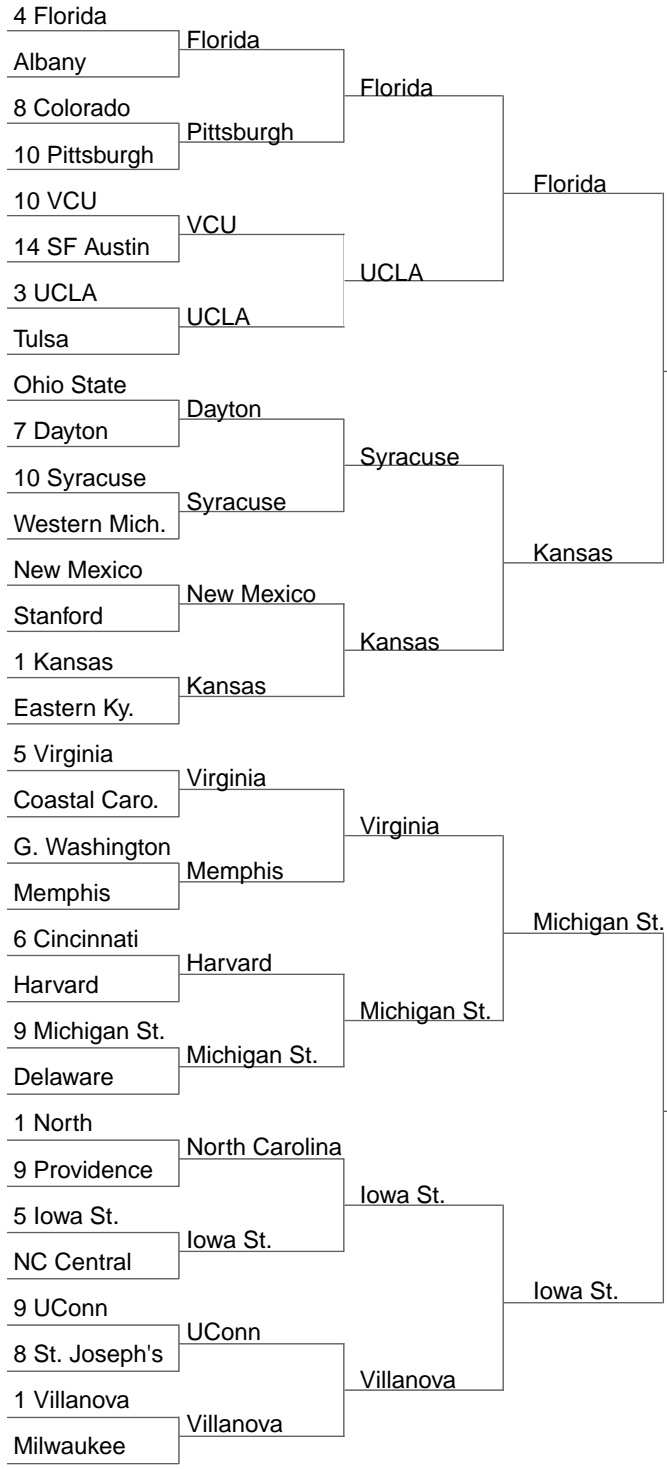 4 Florida
Albany
8 Colorado
10 Pittsburgh
10 VCU
14 SF Austin
3 UCLA
Tulsa
Ohio State
7 Dayton
10 Syracuse
Western Mich.
New Mexico
Stanford
1 Kansas
Eastern Ky.
5 Virginia
Coastal Caro.
G. Washington
Memphis
6 Cincinnati
Harvard
9 Michigan St.
Delaware
1 North
9 Providence
5 Iowa St.
NC Central
9 UConn
8 St. Joseph's
1 Villanova
Milwaukee
Florida
Pittsburgh
VCU
UCLA
Dayton
Syracuse
New Mexico
Kansas
Virginia
Memphis
Harvard
Michigan St.
North Carolina
Iowa St.
UConn
Villanova
Florida
UCLA
Syracuse
Kansas
Virginia
Michigan St.
Iowa St.
Villanova
Florida
Kansas
Michigan St.
Iowa St.